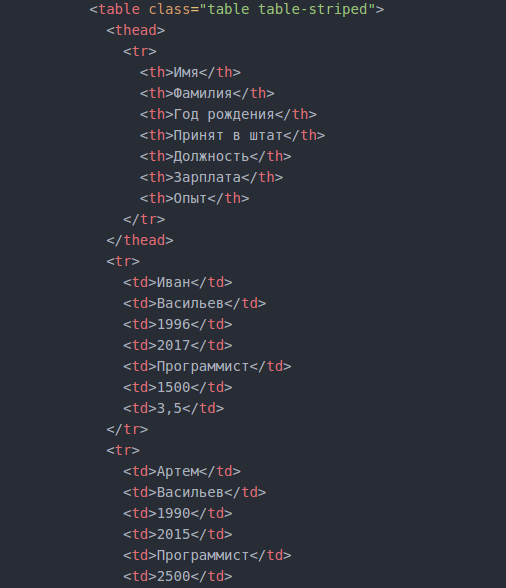 <table class="table table-striped">
<thead>
<tr>
<th>Имя</th>
<th>Фамилия</th>
<th>Год рождения</th>
<th>Принят в штат</th>
<th>Должность</th>
<th>Зарплата</th>
<th>Опыт</th>
</tr>
</thead>
<tr>
<td>Иван</td>
<td>Васильев</td>
<td>1996</td>
<td>2017</td>
<td>Программист</td>
<td>1500</td>
<td>3,5</td>
</tr>
<tr>
<td>Артем</td>
<td>Васильев</td>
<td>1990</td>
<td>2015</td>
<td>Программист</td>
<td>2500</td>